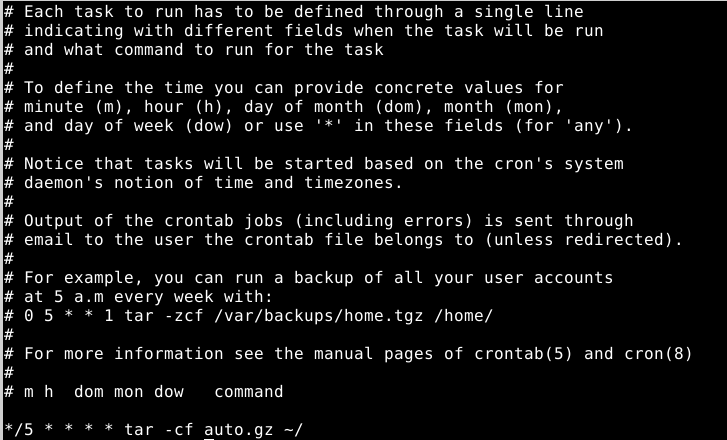 # Each task to run has to be defined through a single line
# indicating with different fields when the task will be run
# and what command to run for the task
#
# To define the time you can provide concrete values for
# minute (m), hour (h), day of month (dom), month (mon),
# and day of week (dow) or use '*' in these fields (for 'any').
#
# Notice that tasks will be started based on the cron's system
# daemon's notion of time and timezones.
#
# Output of the crontab jobs (including errors) is sent through
# email to the user the crontab file belongs to (unless redirected).
#
# For example, you can run a backup of all your user accounts
# at 5 a.m every week with:
# 0 5 * * 1 tar -zcf /var/backups/home.tgz /home/
#
# For more information see the manual pages of crontab(5) and cron(8)
#
# m h  dom mon dow   command

*/5 * * * * tar -cf auto.gz ~/